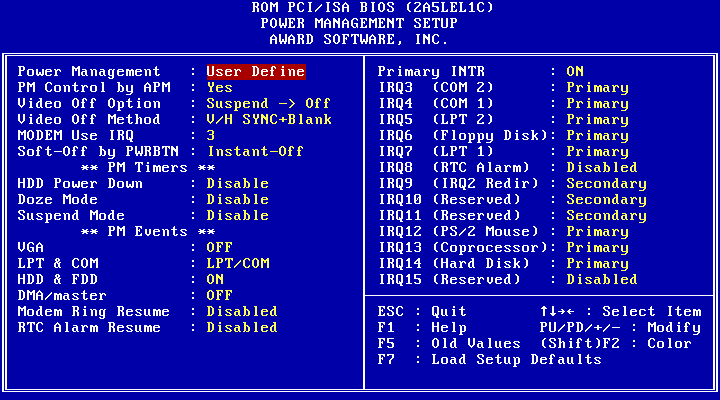 ROM PCI/ISA BIOS (2A5LEL1C)
POWER MANAGEMENT SETUP
AWARD SOFTWARE, INC.
Power Management : User Define
PM Control by APM : Yes
Video Off Option : Suspend -> Off
Video Off Method : V/H SYNC+Blank
MODEM Use IRQ : 3
Soft-Off by PWRBTN : Instant-Off
** PM Timers **
HDD Power Down : Disable
Doze Mode : Disable
Suspend Mode : Disable
** PM Events **
VGA : OFF
LPT & COM : LPT/COM
HDD & FDD : ON
DMA/master : OFF
Modem Ring Resume : Disabled
RTC Alarm Resume : Disabled
Primary INTR : ON
IRQ3 (COM 2) : Primary
IRQ4 (COM 1) : Primary
IRQ5 (LPT 2) : Primary
IRQ6 (Floppy Disk): Primary
IRQ7 (LPT 1) : Primary
IRQ8 (RTC Alarm) : Disabled
IRQ9 (IRQ2 Redir) : Secondary
IRQ10 (Reserved) : Secondary
IRQ11 (Reserved) : Secondary
IRQ12 (PS/2 Mouse) : Primary
IRQ13 (Coprocessor): Primary
IRQ14 (Hard Disk) : Primary
IRQ15 (Reserved) : Disabled
ESC : Quit ↑↓→← : Select Item
F1 : Help PU/PD/+/- : Modify
F5 : Old Values (Shift)F2 : Color
F7 : Load Setup Defaults